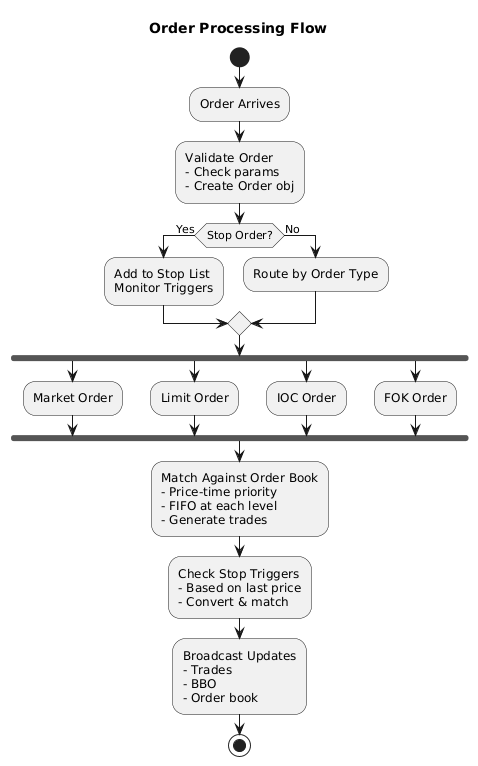 Order Processing Flow
Order Arrives
Validate Order
- Check params
- Create Order obj
Stop Order?
Yes
No
Add to Stop List
Monitor Triggers
Route by Order Type
Market Order
Limit Order
IOC Order
FOK Order
Match Against Order Book
- Price-time priority
- FIFO at each level
- Generate trades
Check Stop Triggers
- Based on last price
- Convert & match
Broadcast Updates
- Trades
- BBO
- Order book